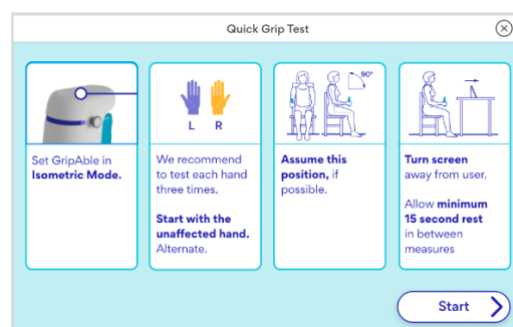 Quick Grip Test
L R
90°
Set GripAble in
Isometric Mode.
We recommend
to test each hand
three times.
Start with the
unaffected hand.
Alternate.
Assume this
position, if
possible.
Turn screen
away from user.
Allow minimum
15 second rest
in between
measures
Start